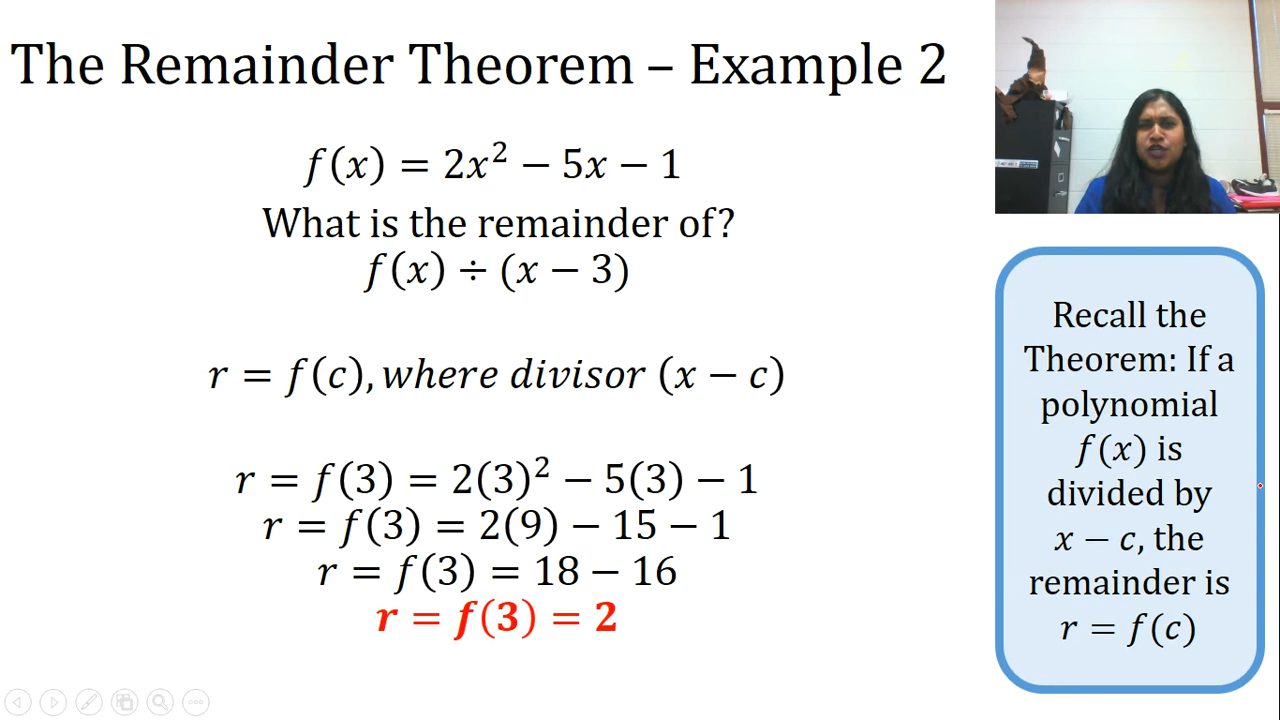 The Remainder Theorem – Example 2
f(x) = 2x² − 5x − 1
What is the remainder of?
f(x) ÷ (x − 3)
r = f(c), where divisor (x − c)
r = f(3) = 2(3)² − 5(3) − 1
r = f(3) = 2(9) − 15 − 1
r = f(3) = 18 − 16
r = f(3) = 2
Recall the
Theorem: If a
polynomial
f(x) is
divided by
x − c, the
remainder is
r = f(c)